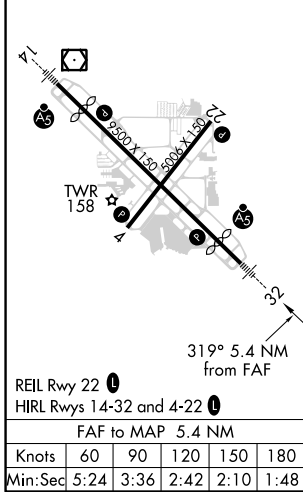 14
A5
P
22
P
9500 X 150
5006 X 150
TWR
158
P
4
P
A5
32
319° 5.4 NM
from FAF
REIL Rwy 22 L
HIRL Rwys 14-32 and 4-22 L
FAF to MAP 5.4 NM
Knots 60 90 120 150 180
Min:Sec 5:24 3:36 2:42 2:10 1:48